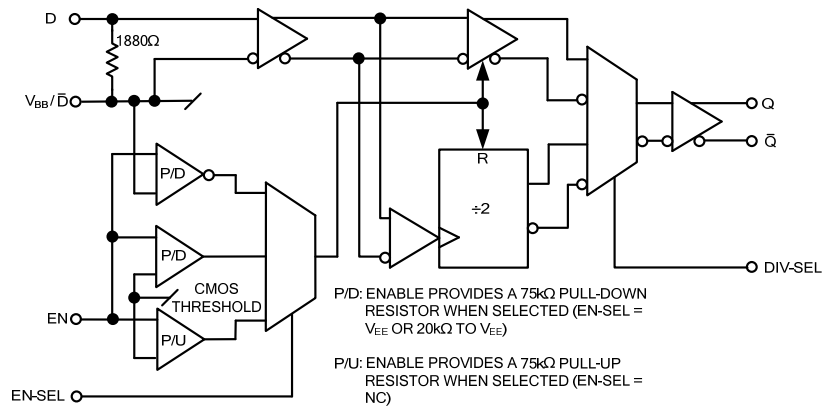 D
1880Ω
VBB / D̄
P/D
P/D
P/U
CMOS
THRESHOLD
EN
EN-SEL
R
÷2
Q
Q̄
DIV-SEL
P/D: ENABLE PROVIDES A 75kΩ PULL-DOWN
RESISTOR WHEN SELECTED (EN-SEL =
VEE OR 20kΩ TO VEE)
P/U: ENABLE PROVIDES A 75kΩ PULL-UP
RESISTOR WHEN SELECTED (EN-SEL =
NC)